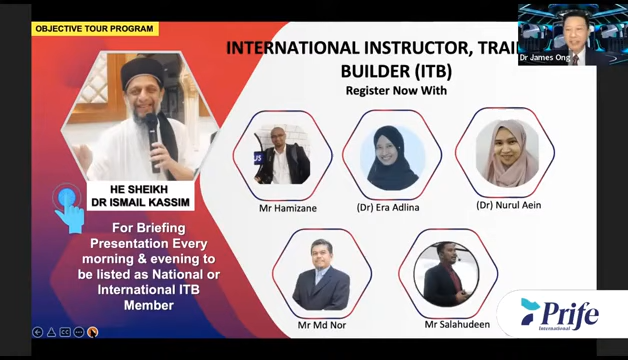 OBJECTIVE TOUR PROGRAM
INTERNATIONAL INSTRUCTOR,
BUILDER (ITB)
Register Now With
Dr James Ong
HE SHEIKH
DR ISMAIL KASSIM
For Briefing
Presentation Every
morning & evening to
be listed as National or
International ITB
Member
Mr Hamizane
(Dr) Era Adlina
(Dr) Nurul Aein
Mr Md Nor
Mr Salahudeen
Prife
International
CC
US